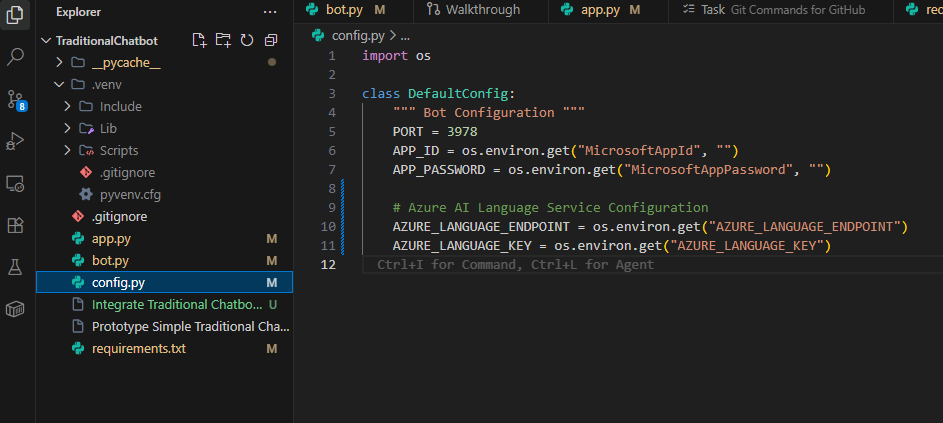 Explorer
TraditionalChatbot
__pycache__
.venv
Include
Lib
Scripts
.gitignore
pyvenv.cfg
.gitignore
app.py M
bot.py M
config.py M
Integrate Traditional Chatbo... U
Prototype Simple Traditional Cha...
requirements.txt M
8
bot.py M
Walkthrough
app.py M
Task Git Commands for GitHub
rec
config.py > ...
1 import os
2
3 class DefaultConfig:
4 """ Bot Configuration """
5 PORT = 3978
6 APP_ID = os.environ.get("MicrosoftAppId", "")
7 APP_PASSWORD = os.environ.get("MicrosoftAppPassword", "")
8
9 # Azure AI Language Service Configuration
10 AZURE_LANGUAGE_ENDPOINT = os.environ.get("AZURE_LANGUAGE_ENDPOINT")
11 AZURE_LANGUAGE_KEY = os.environ.get("AZURE_LANGUAGE_KEY")
12 Ctrl+I for Command, Ctrl+L for Agent